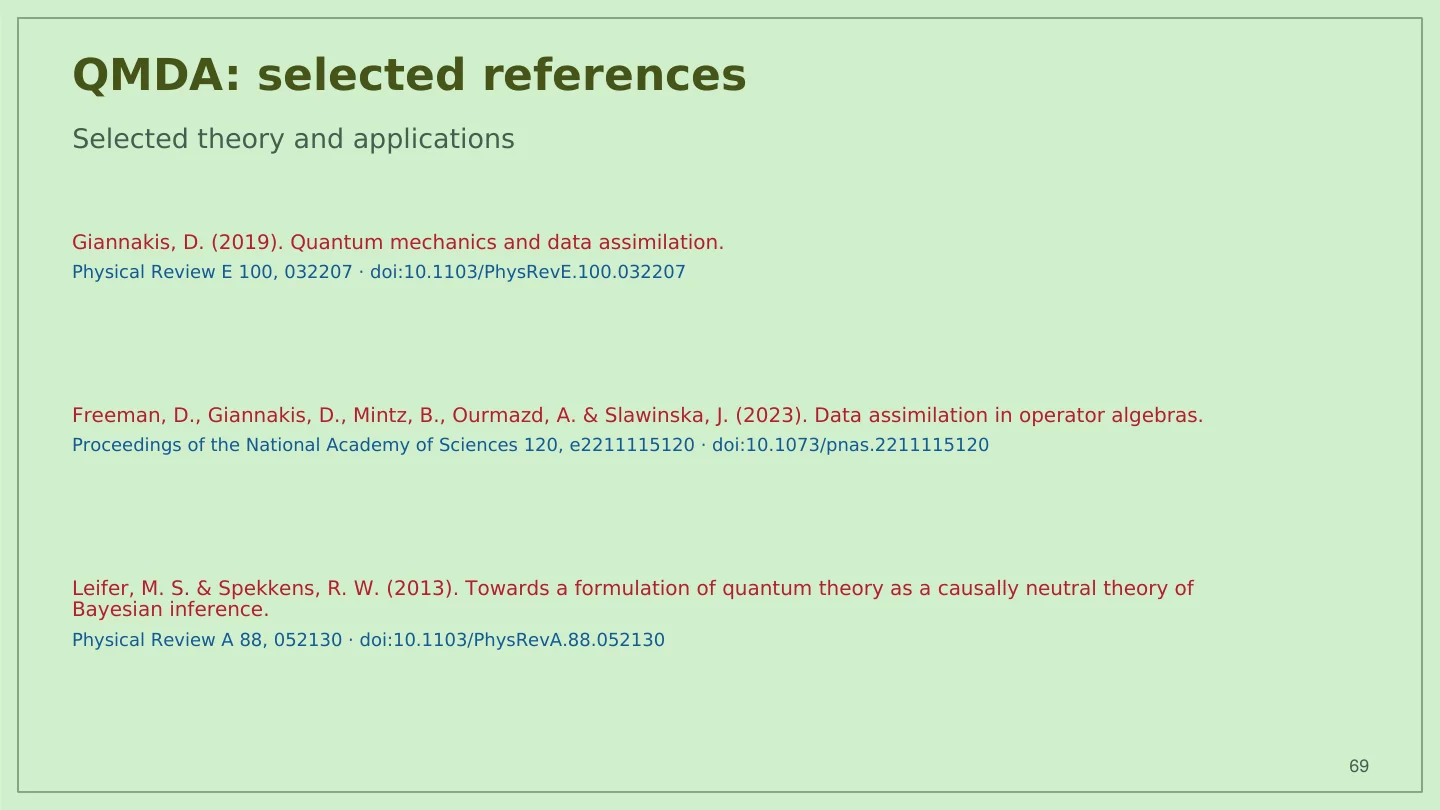 QMDA: selected references
Selected theory and applications
Giannakis, D. (2019). Quantum mechanics and data assimilation.
Physical Review E 100, 032207 · doi:10.1103/PhysRevE.100.032207
Freeman, D., Giannakis, D., Mintz, B., Ourmazd, A. & Slawinska, J. (2023). Data assimilation in operator algebras.
Proceedings of the National Academy of Sciences 120, e2211115120 · doi:10.1073/pnas.2211115120
Leifer, M. S. & Spekkens, R. W. (2013). Towards a formulation of quantum theory as a causally neutral theory of
Bayesian inference.
Physical Review A 88, 052130 · doi:10.1103/PhysRevA.88.052130
69